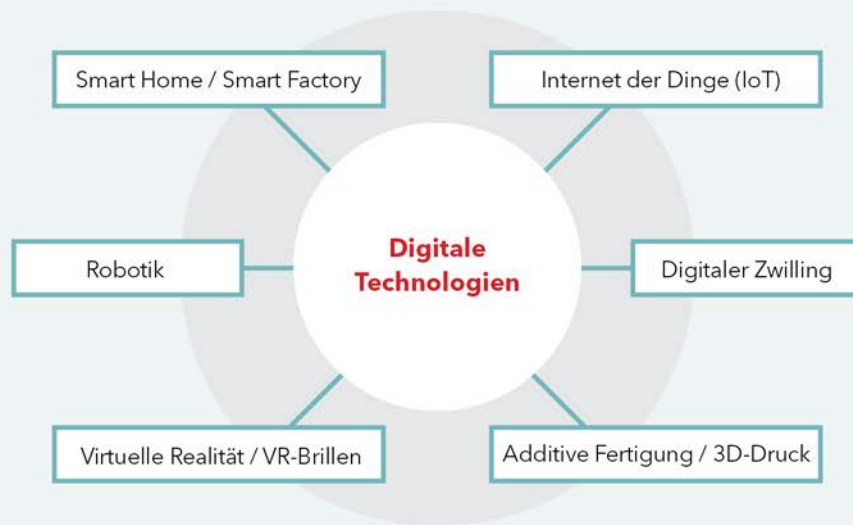 Smart Home / Smart Factory
Internet der Dinge (IoT)
Robotik
Digitale
Technologien
Digitaler Zwilling
Virtuelle Realität / VR-Brillen
Additive Fertigung / 3D-Druck